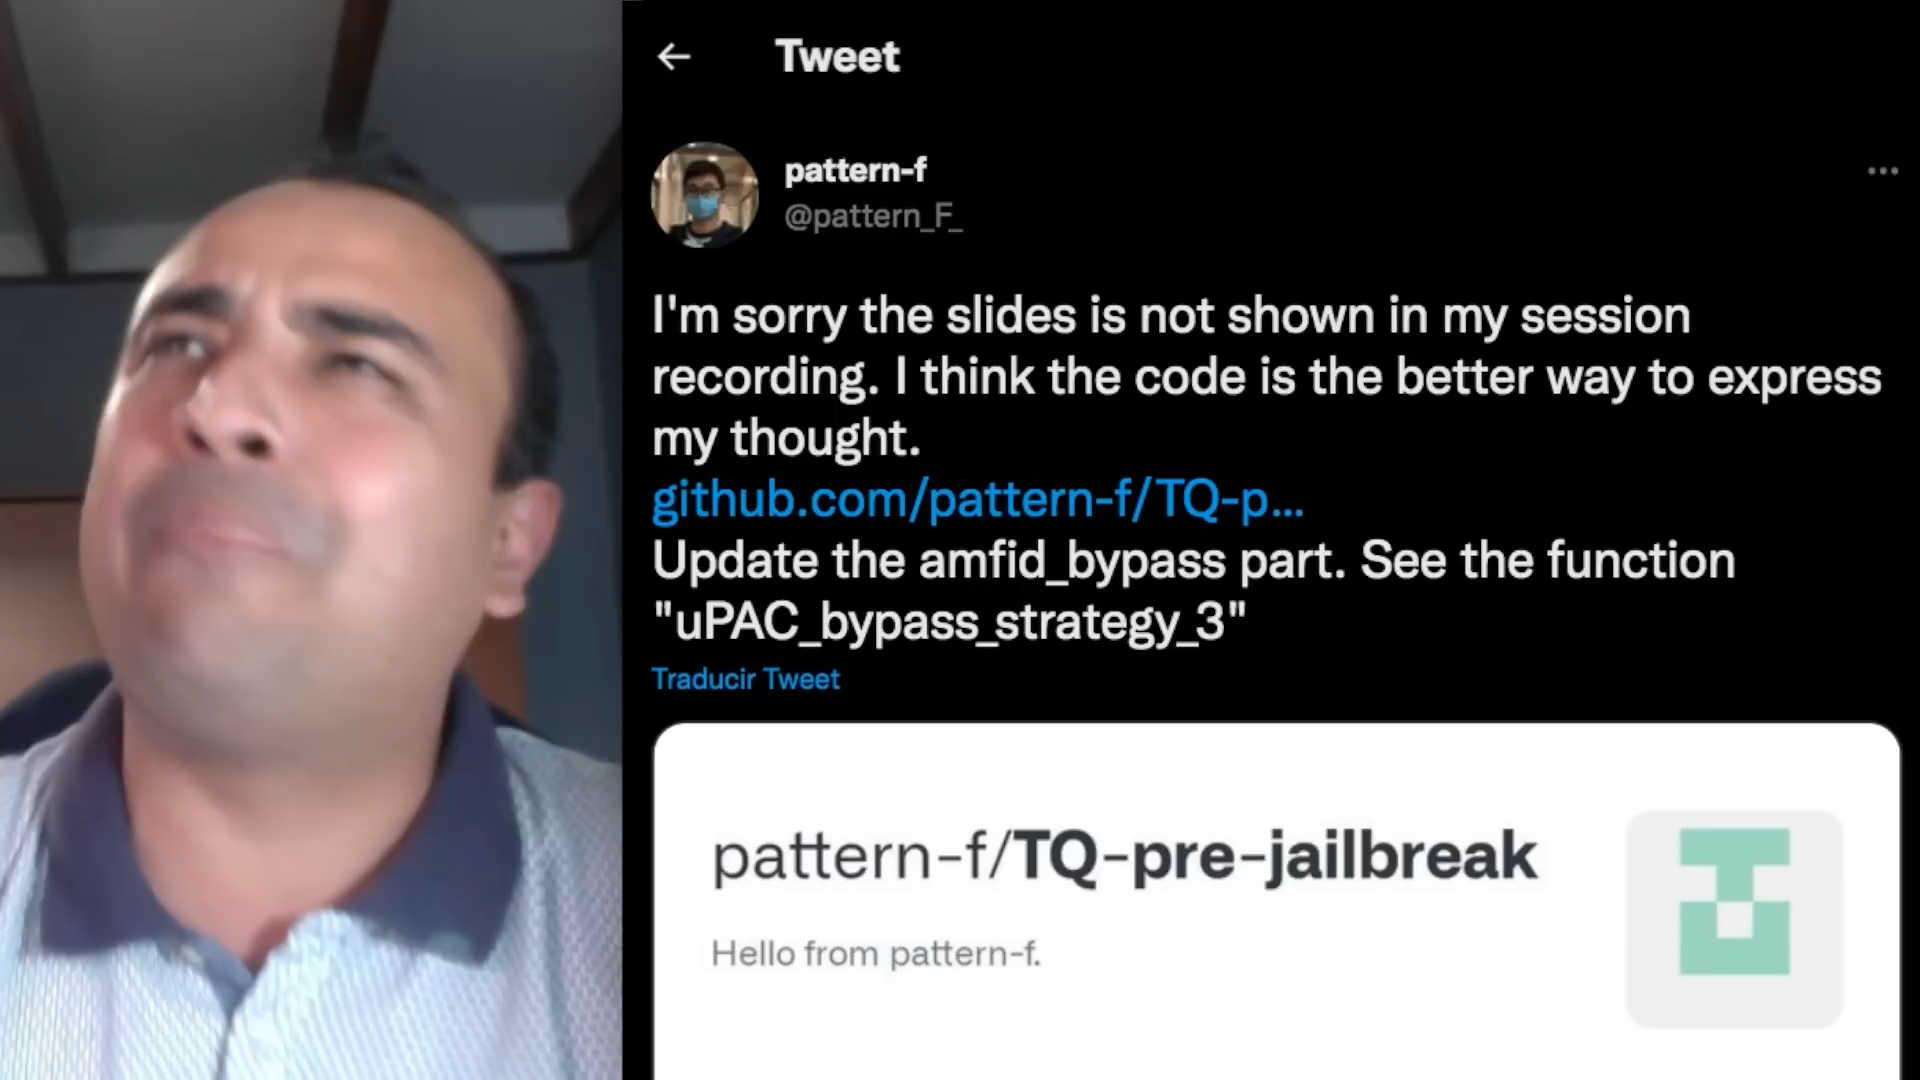 Tweet
pattern-f
@pattern_F_
I'm sorry the slides is not shown in my session
recording. I think the code is the better way to express
my thought.
github.com/pattern-f/TQ-p...
Update the amfid_bypass part. See the function
"uPAC_bypass_strategy_3"
Traducir Tweet
pattern-f/TQ-pre-jailbreak
Hello from pattern-f.